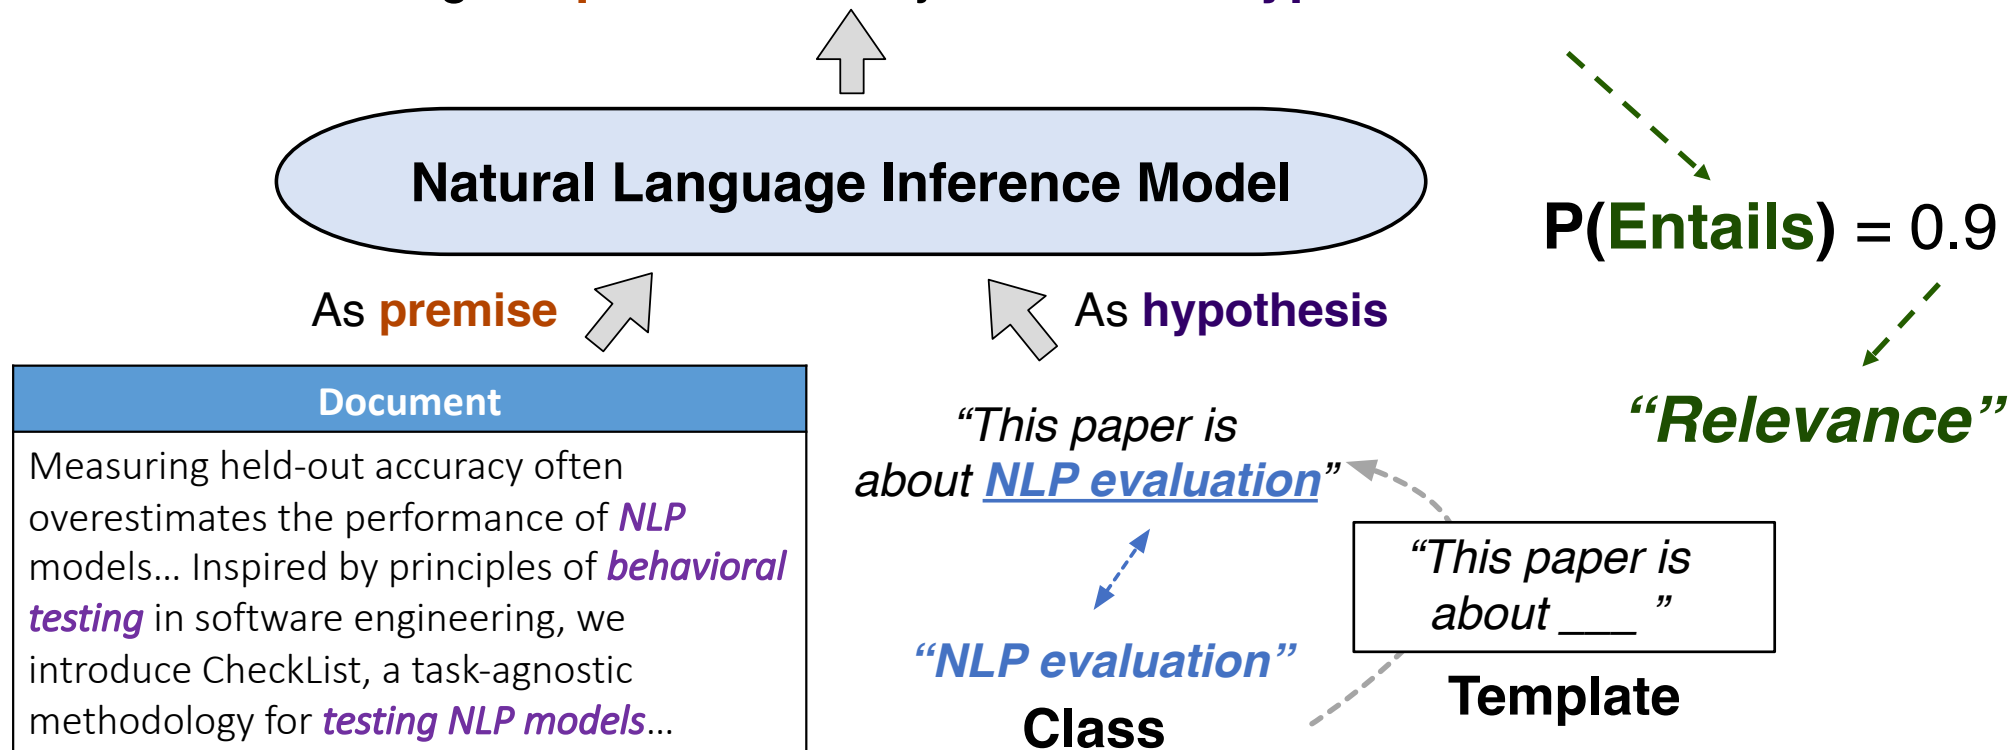 Natural Language Inference Model
P(Entails) = 0.9
As premise
As hypothesis
Document
Measuring held-out accuracy often
overestimates the performance of NLP
models... Inspired by principles of behavioral
testing in software engineering, we
introduce CheckList, a task-agnostic
methodology for testing NLP models...
“This paper is
about NLP evaluation”
“NLP evaluation”
Class
“This paper is
about ___ ”
Template
“Relevance”